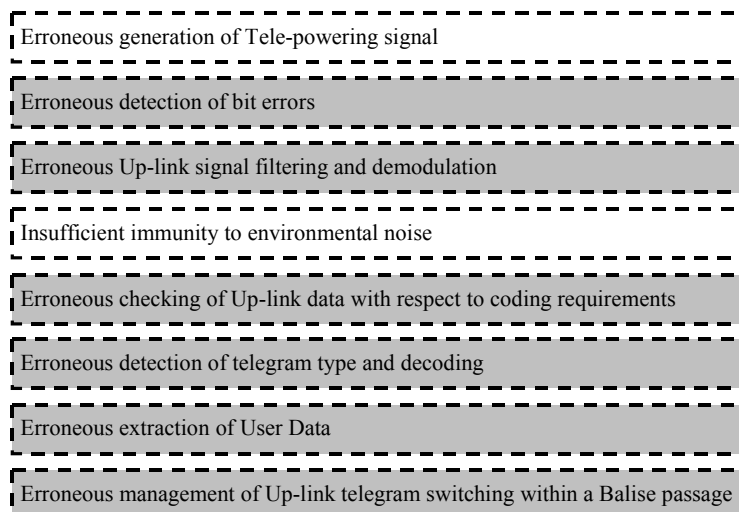 Erroneous generation of Tele-powering signal
Erroneous detection of bit errors
Erroneous Up-link signal filtering and demodulation
Insufficient immunity to environmental noise
Erroneous checking of Up-link data with respect to coding requirements
Erroneous detection of telegram type and decoding
Erroneous extraction of User Data
Erroneous management of Up-link telegram switching within a Balise passage